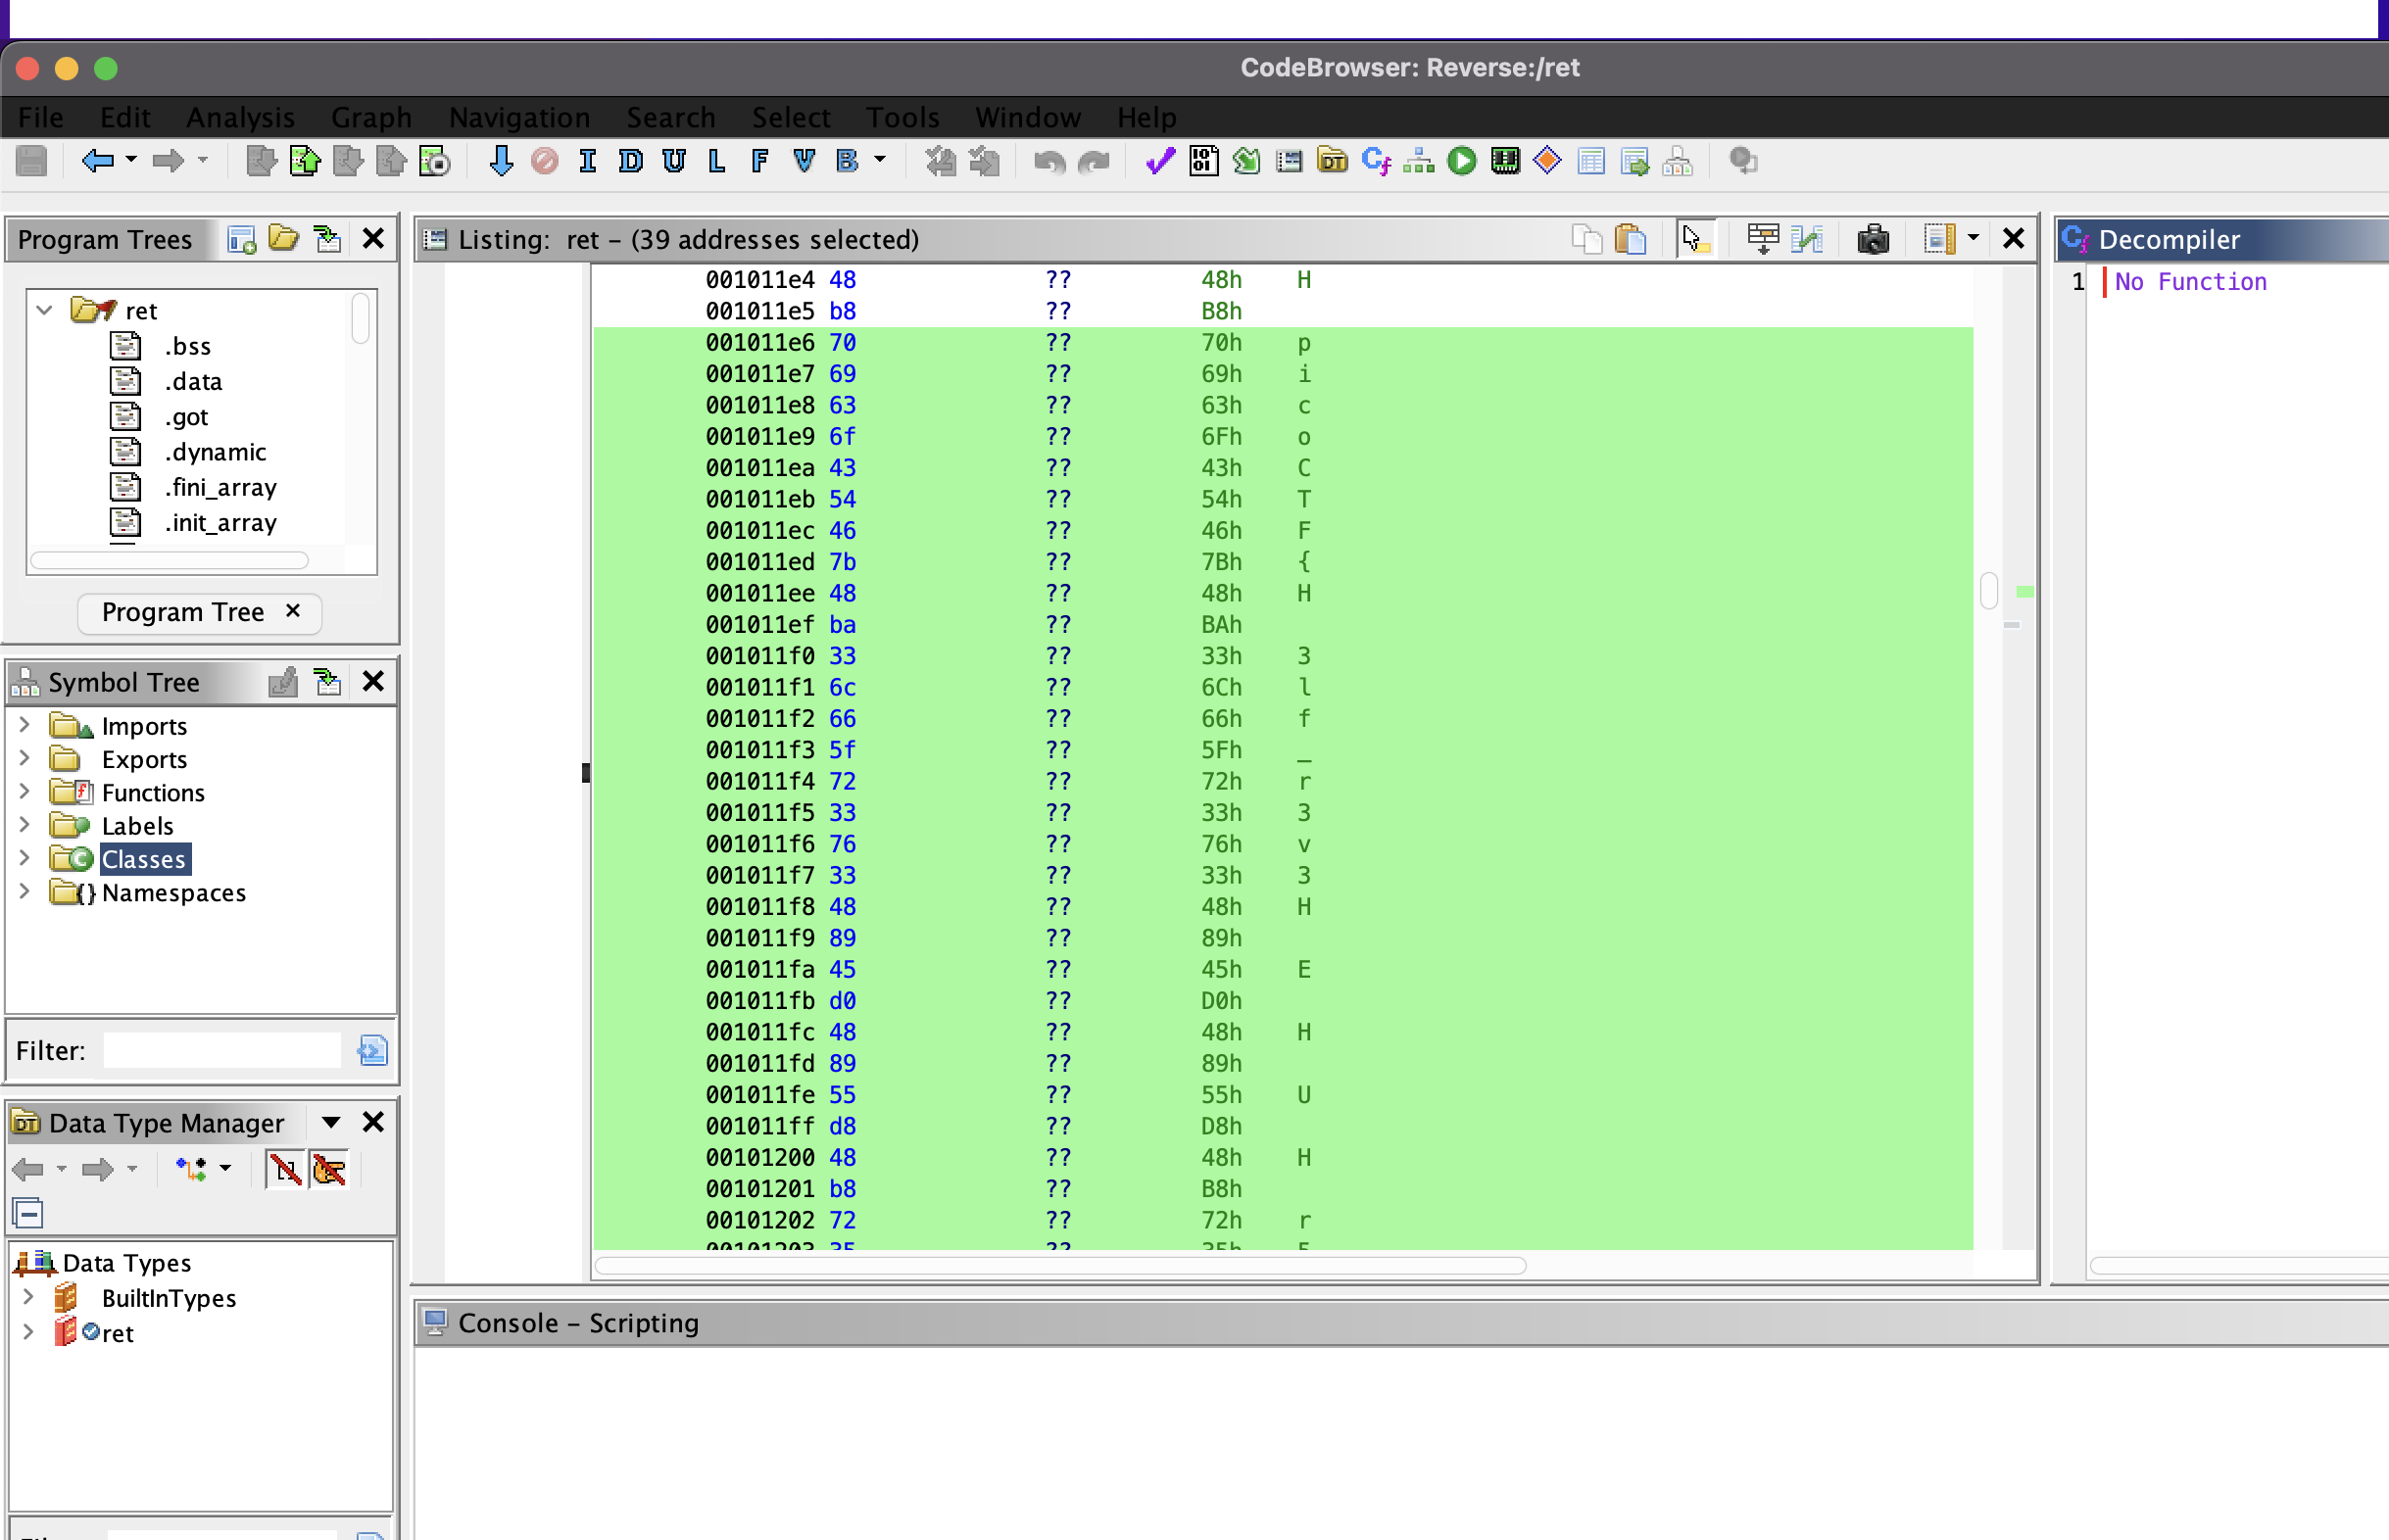 CodeBrowser: Reverse:/ret
File Edit Analysis Graph Navigation Search Select Tools Window Help
I D U L F V B
Program Trees
ret
.bss
.data
.got
.dynamic
.fini_array
.init_array
Program Tree ×
Symbol Tree
Imports
Exports
Functions
Labels
Classes
Namespaces
Filter:
Data Type Manager
Data Types
BuiltInTypes
ret
Listing: ret – (39 addresses selected)
001011e4 48 ?? 48h H
001011e5 b8 ?? B8h
001011e6 70 ?? 70h p
001011e7 69 ?? 69h i
001011e8 63 ?? 63h c
001011e9 6f ?? 6Fh o
001011ea 43 ?? 43h C
001011eb 54 ?? 54h T
001011ec 46 ?? 46h F
001011ed 7b ?? 7Bh {
001011ee 48 ?? 48h H
001011ef ba ?? BAh
001011f0 33 ?? 33h 3
001011f1 6c ?? 6Ch l
001011f2 66 ?? 66h f
001011f3 5f ?? 5Fh _
001011f4 72 ?? 72h r
001011f5 33 ?? 33h 3
001011f6 76 ?? 76h v
001011f7 33 ?? 33h 3
001011f8 48 ?? 48h H
001011f9 89 ?? 89h
001011fa 45 ?? 45h E
001011fb d0 ?? D0h
001011fc 48 ?? 48h H
001011fd 89 ?? 89h
001011fe 55 ?? 55h U
001011ff d8 ?? D8h
00101200 48 ?? 48h H
00101201 b8 ?? B8h
00101202 72 ?? 72h r
00101203 35 ?? 35h 5
Decompiler
1 No Function
Console – Scripting